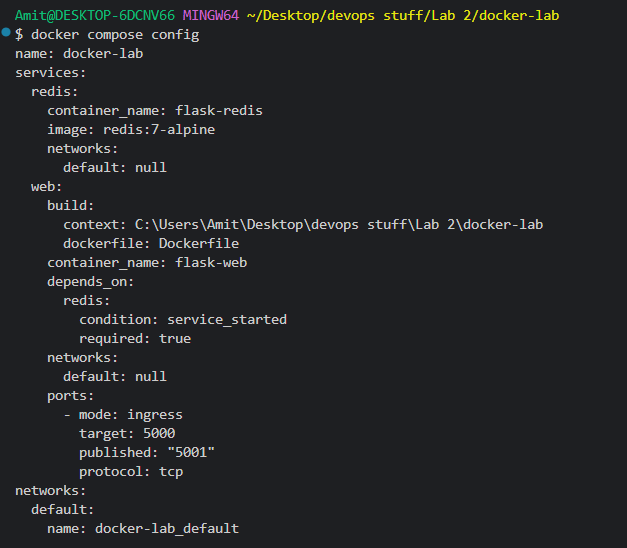 Amit@DESKTOP-6DCNV66 MINGW64 ~/Desktop/devops stuff/Lab 2/docker-lab
$ docker compose config
name: docker-lab
services:
  redis:
    container_name: flask-redis
    image: redis:7-alpine
    networks:
      default: null
  web:
    build:
      context: C:\Users\Amit\Desktop\devops stuff\Lab 2\docker-lab
      dockerfile: Dockerfile
    container_name: flask-web
    depends_on:
      redis:
        condition: service_started
        required: true
    networks:
      default: null
    ports:
      - mode: ingress
        target: 5000
        published: "5001"
        protocol: tcp
networks:
  default:
    name: docker-lab_default